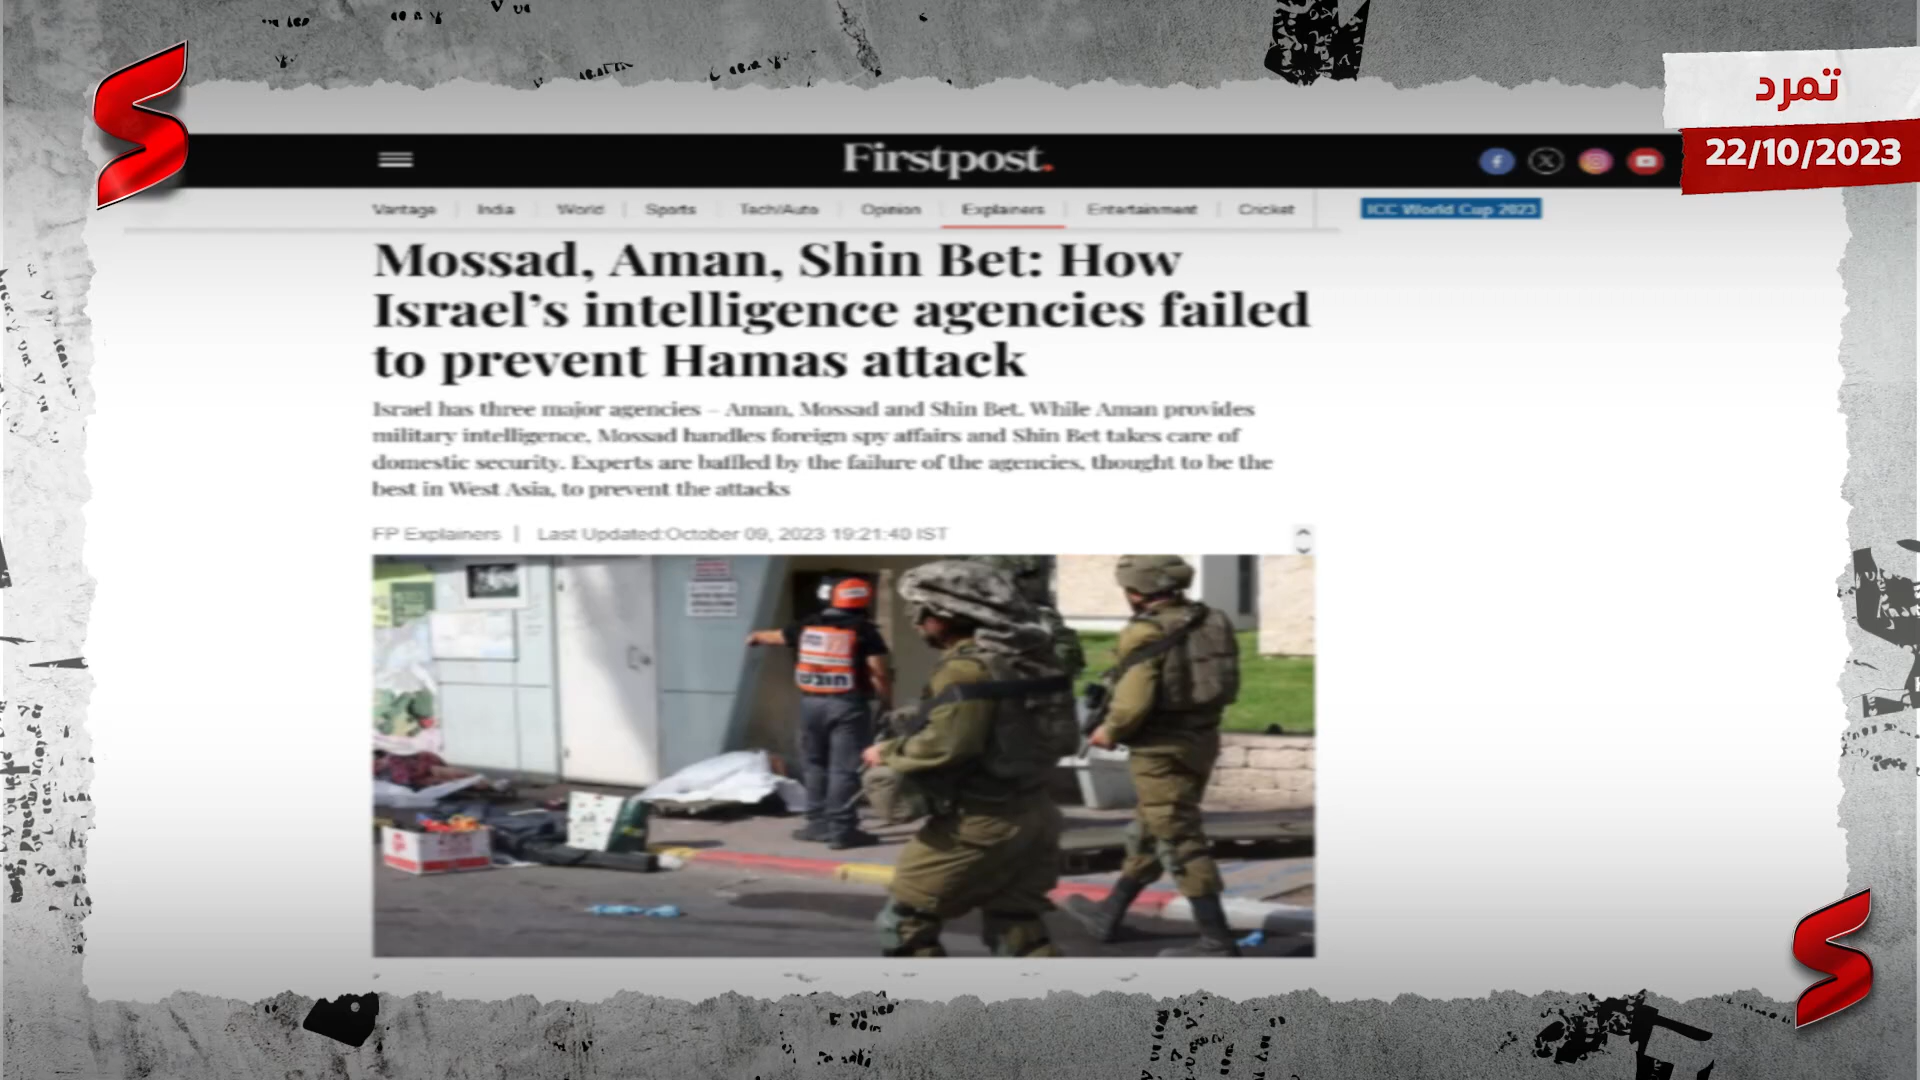 تمرد
22/10/2023
Firstpost.
Vantage
India
World
Sports
Tech/Auto
Opinion
Explainers
Entertainment
Cricket
ICC World Cup 2023
Mossad, Aman, Shin Bet: How
Israel’s intelligence agencies failed
to prevent Hamas attack
Israel has three major agencies – Aman, Mossad and Shin Bet. While Aman provides
military intelligence, Mossad handles foreign spy affairs and Shin Bet takes care of
domestic security. Experts are baffled by the failure of the agencies, thought to be the
best in West Asia, to prevent the attacks
FP Explainers | Last Updated:October 09, 2023 19:21:40 IST
חובש